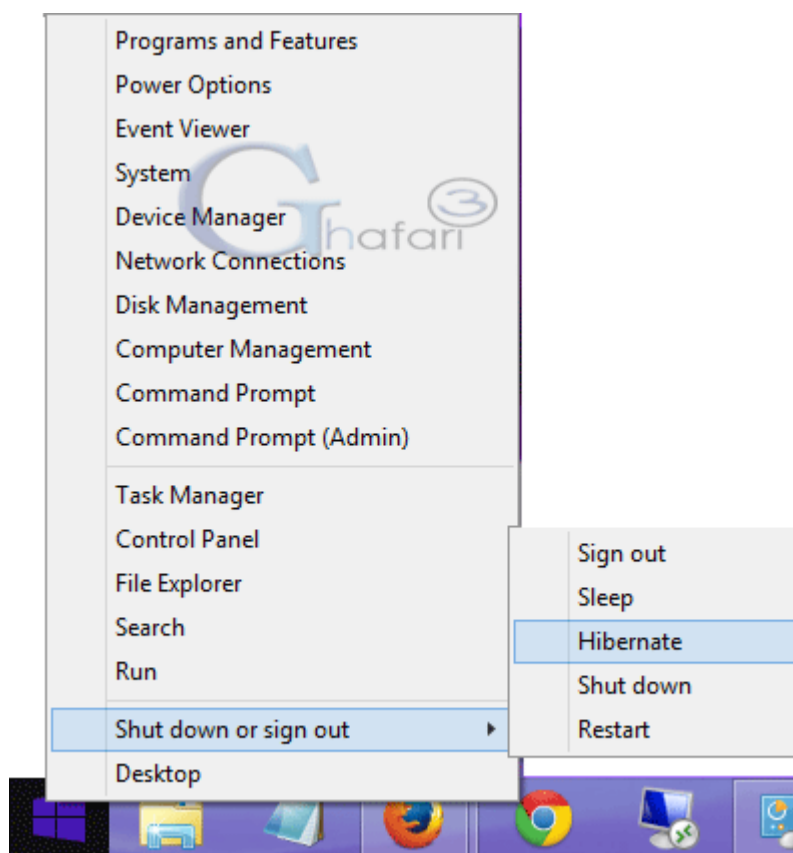 Programs and Features
Power Options
Event Viewer
System
Device Manager
Network Connections
Disk Management
Computer Management
Command Prompt
Command Prompt (Admin)
Task Manager
Control Panel
File Explorer
Search
Run
Shut down or sign out
Desktop
Sign out
Sleep
Hibernate
Shut down
Restart
Ghafari
3